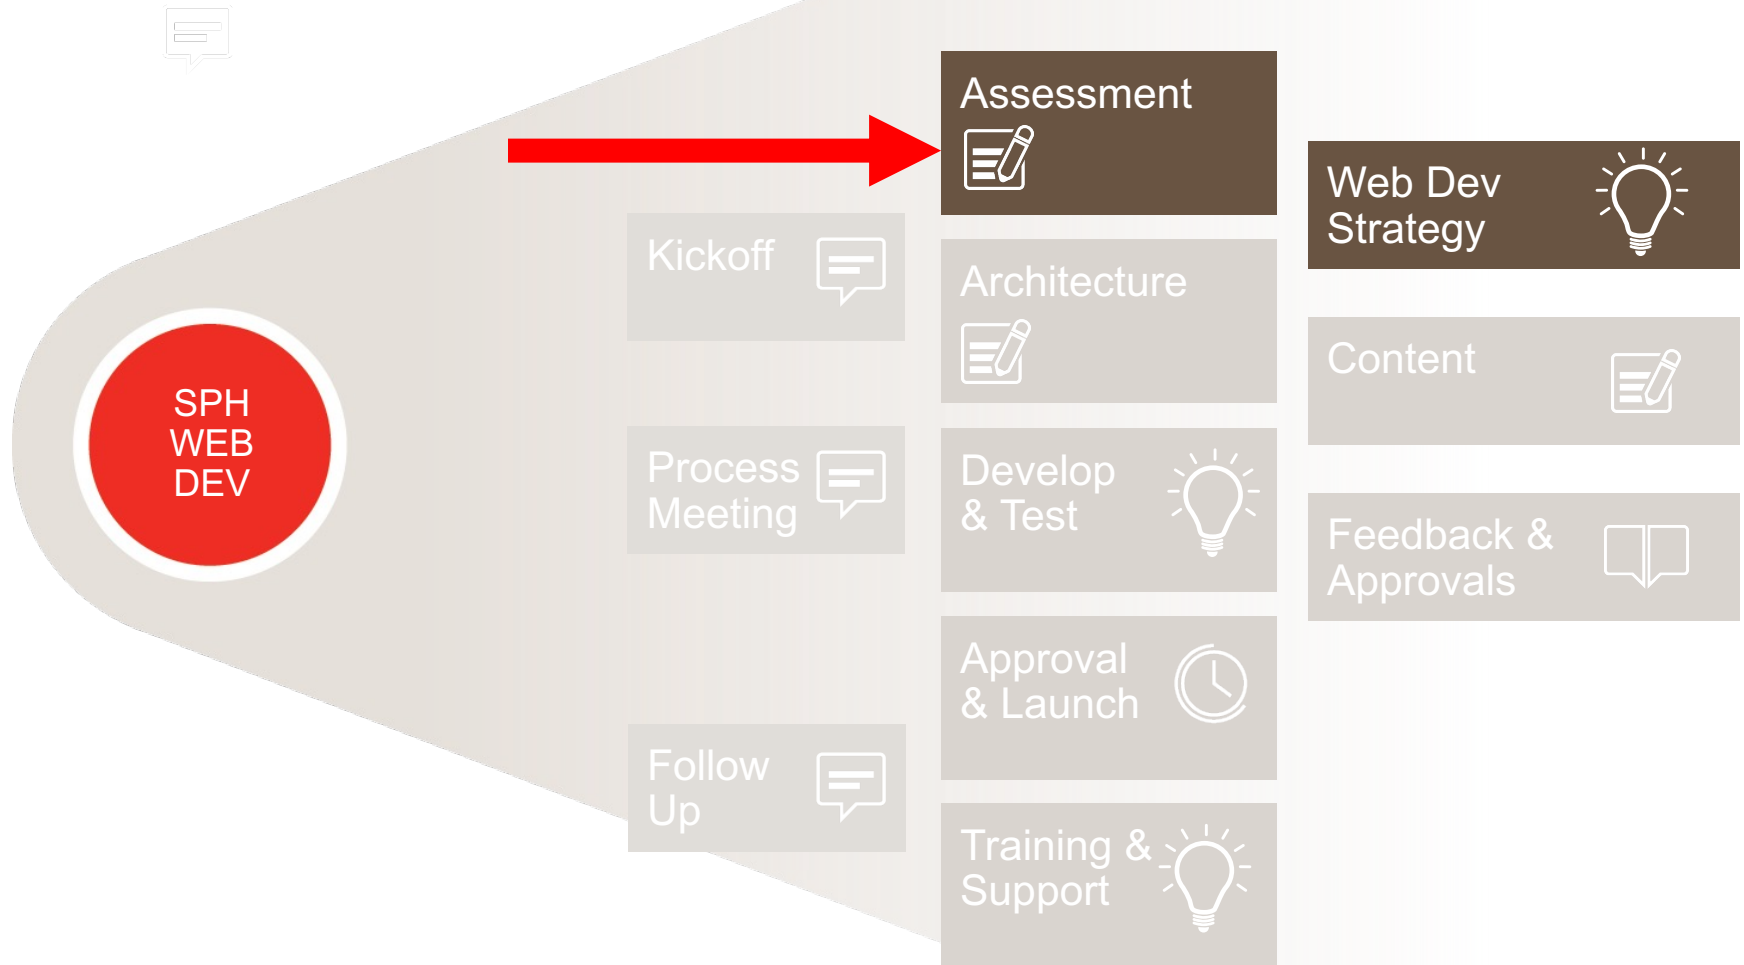 SPH
WEB
DEV
Kickoff
Process
Meeting
Follow
Up
Assessment
Architecture
Develop
& Test
Approval
& Launch
Training &
Support
Web Dev
Strategy
Content
Feedback &
Approvals